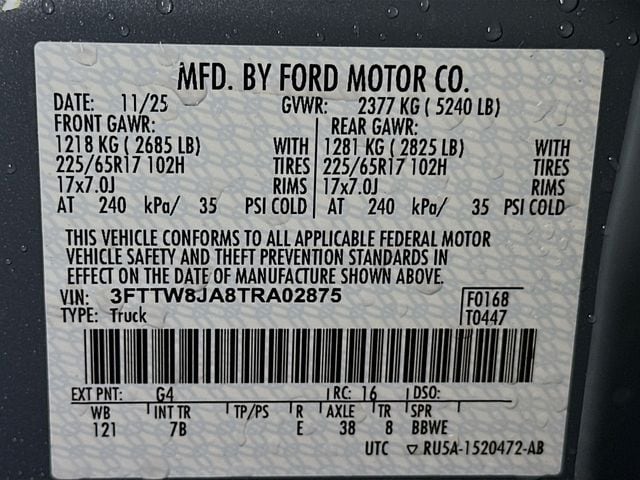 MFD. BY FORD MOTOR CO.
DATE: 11/25 GVWR: 2377 KG ( 5240 LB)
FRONT GAWR: REAR GAWR:
1218 KG ( 2685 LB) WITH 1281 KG ( 2825 LB) WITH
225/65R17 102H TIRES 225/65R17 102H TIRES
17x7.0J RIMS 17x7.0J RIMS
AT 240 kPa/ 35 PSI COLD AT 240 kPa/ 35 PSI COLD
THIS VEHICLE CONFORMS TO ALL APPLICABLE FEDERAL MOTOR
VEHICLE SAFETY AND THEFT PREVENTION STANDARDS IN
EFFECT ON THE DATE OF MANUFACTURE SHOWN ABOVE.
VIN: 3FTTW8JA8TRA02875 F0168
TYPE: Truck T0447
EXT PNT: G4 RC: 16 DSO:
WB INT TR TP/PS R AXLE TR SPR
121 7B E 38 8 BBWE
UTC ▽ RU5A-1520472-AB